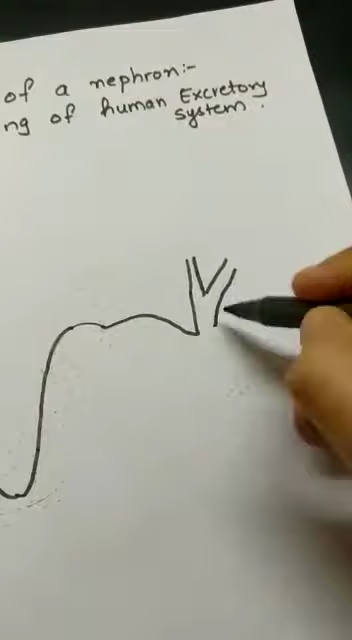 of a nephron:-
ng of human Excretory
system.